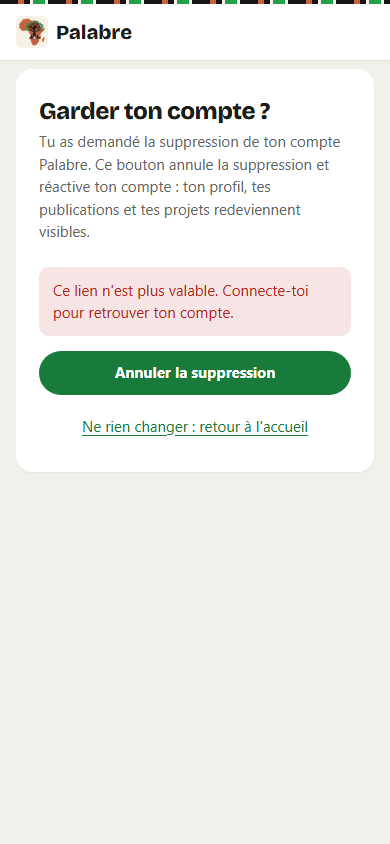 Palabre
Garder ton compte ?
Tu as demandé la suppression de ton compte
Palabre. Ce bouton annule la suppression et
réactive ton compte : ton profil, tes
publications et tes projets redeviennent
visibles.
Ce lien n'est plus valable. Connecte-toi
pour retrouver ton compte.
Annuler la suppression
Ne rien changer : retour à l'accueil